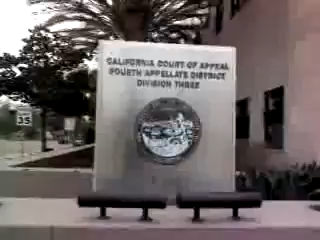 CALIFORNIA COURT OF APPEAL
FOURTH APPELLATE DISTRICT
DIVISION THREE
35